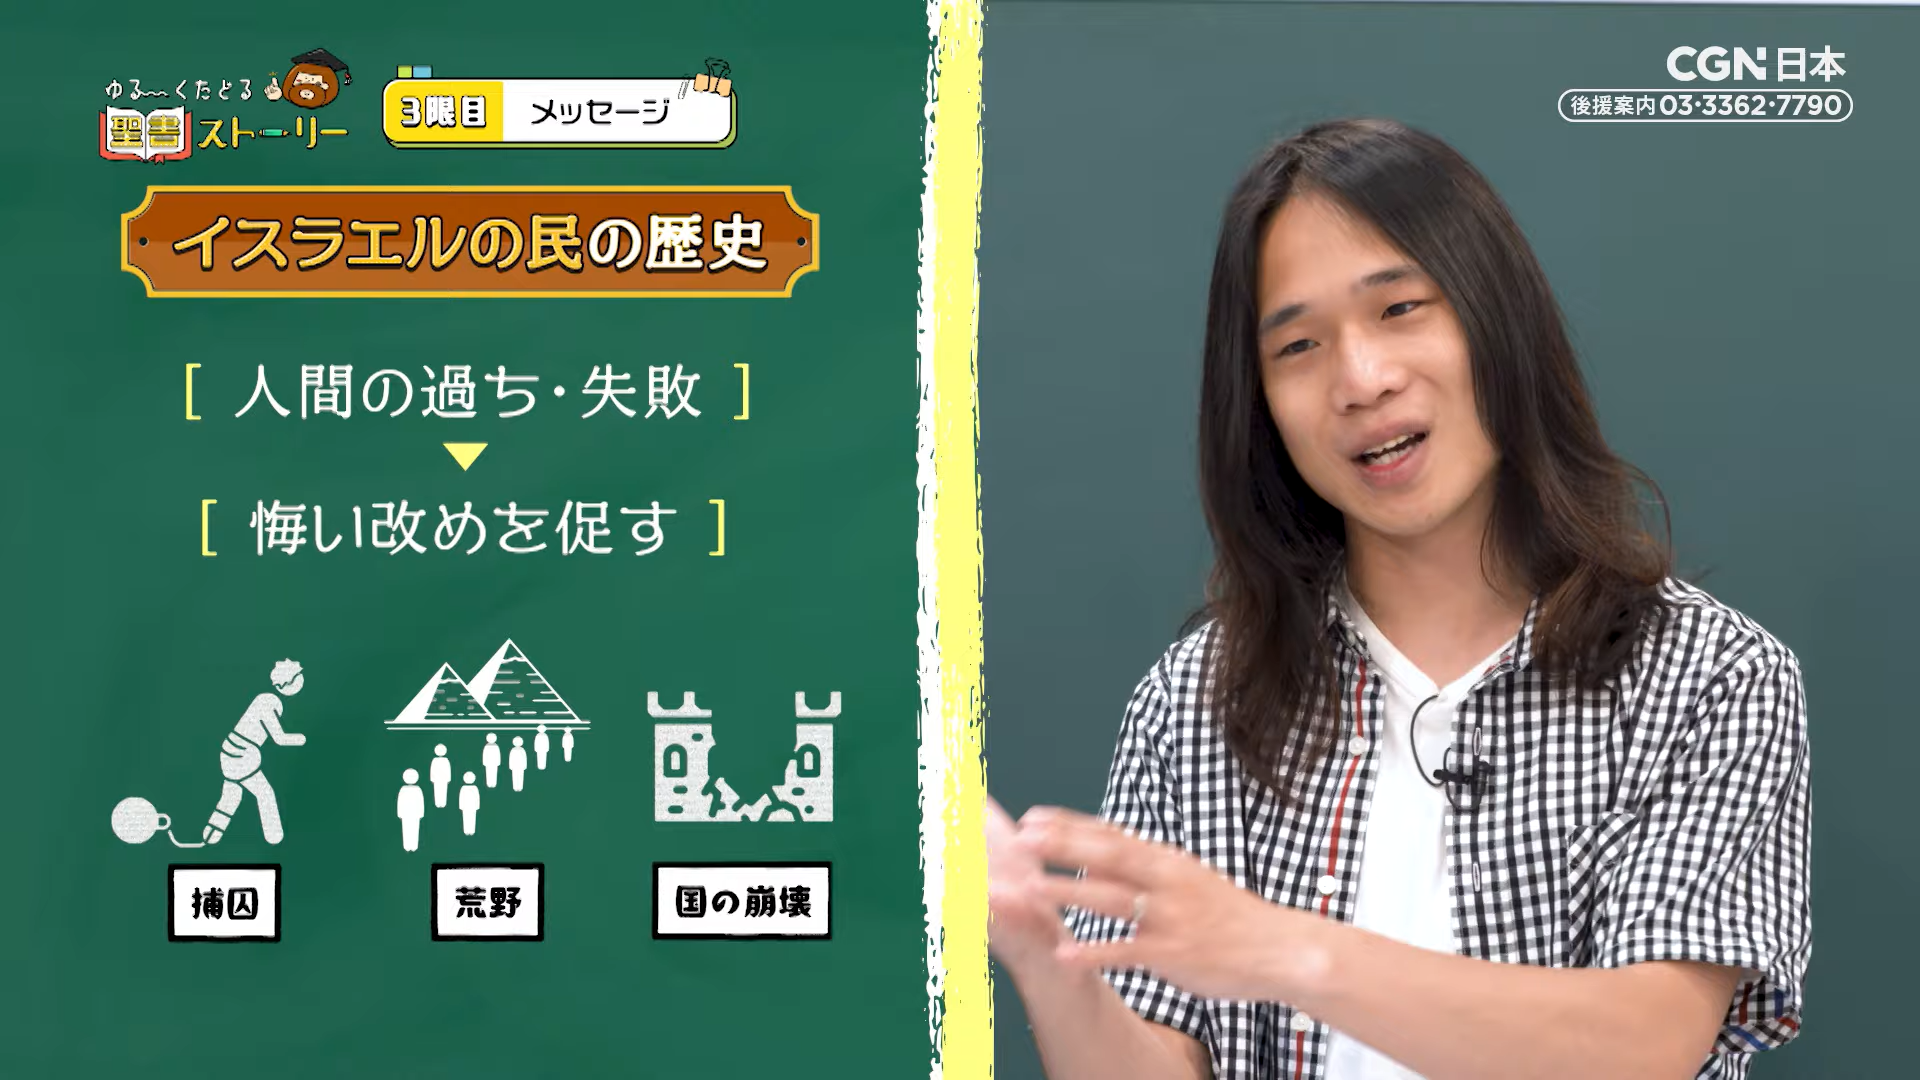 ゆる〜くたどる
聖書ストーリー
3限目 メッセージ
イスラエルの民の歴史
[ 人間の過ち・失敗 ]
[ 悔い改めを促す ]
捕囚
荒野
国の崩壊
CGN日本
後援案内 03·3362·7790